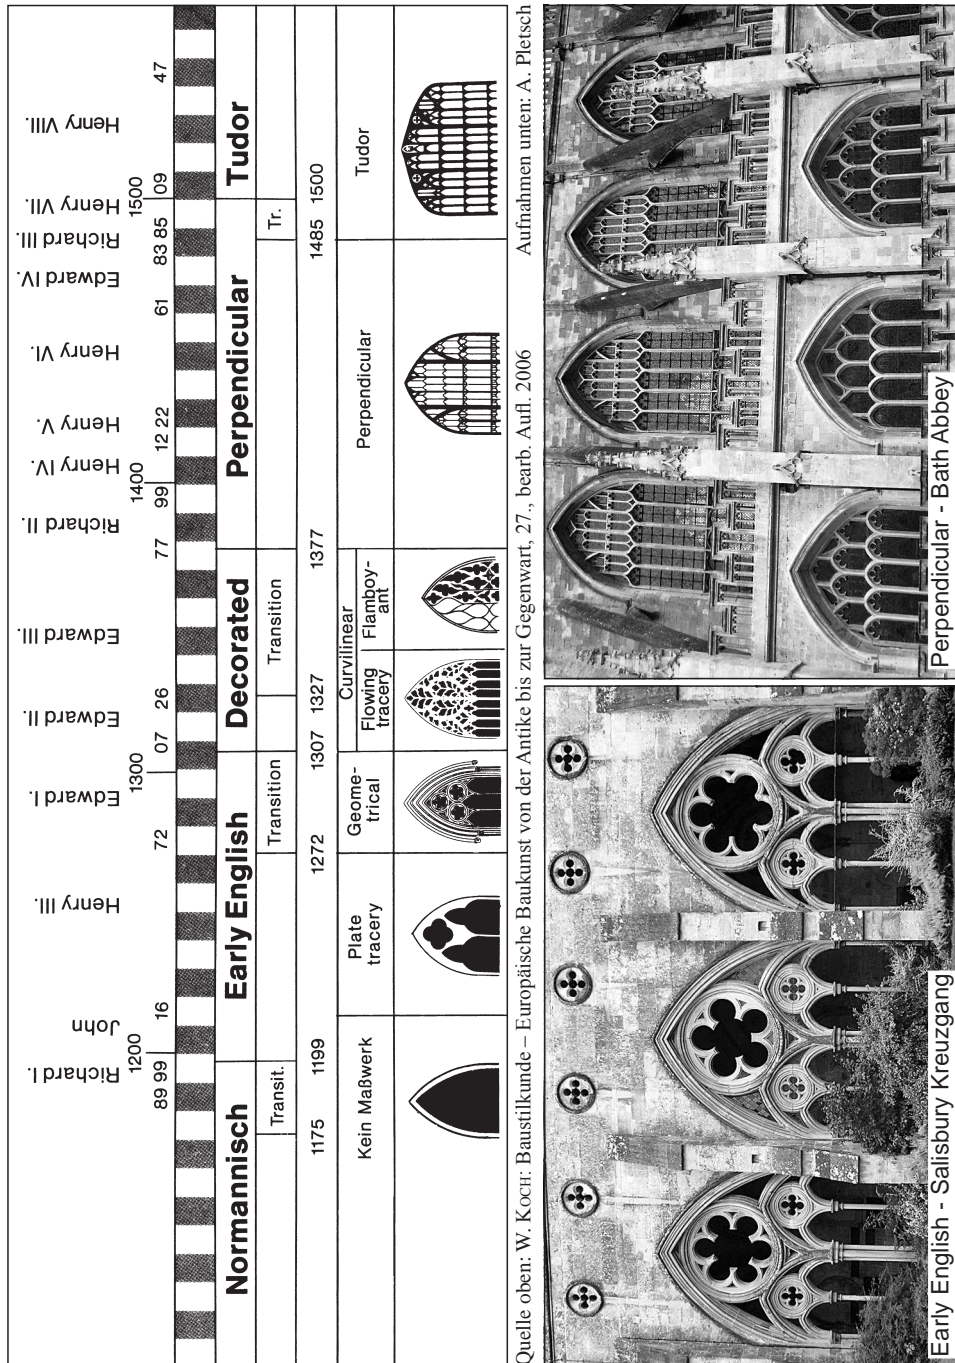 Richard I.
John
Henry III.
Edward I.
Edward II.
Edward III.
Richard II.
Henry IV.
Henry V.
Henry VI.
Edward IV.
Richard III.
Henry VII.
Henry VIII.
1200
1300
1400
1500
89 99
16
72
07
26
77
99
12 22
61
83 85
09
47
Normannisch
Early English
Decorated
Perpendicular
Tudor
Transit.
Transition
Transition
Tr.
1175
1199
1272
1307
1327
1377
1485
1500
Kein Maßwerk
Plate
tracery
Geome-
trical
Curvilinear
Flowing
tracery
Flamboy-
ant
Perpendicular
Tudor
Quelle oben: W. KOCH: Baustilkunde – Europäische Baukunst von der Antike bis zur Gegenwart, 27., bearb. Aufl. 2006
Aufnahmen unten: A. Pletsch
Early English - Salisbury Kreuzgang
Perpendicular - Bath Abbey